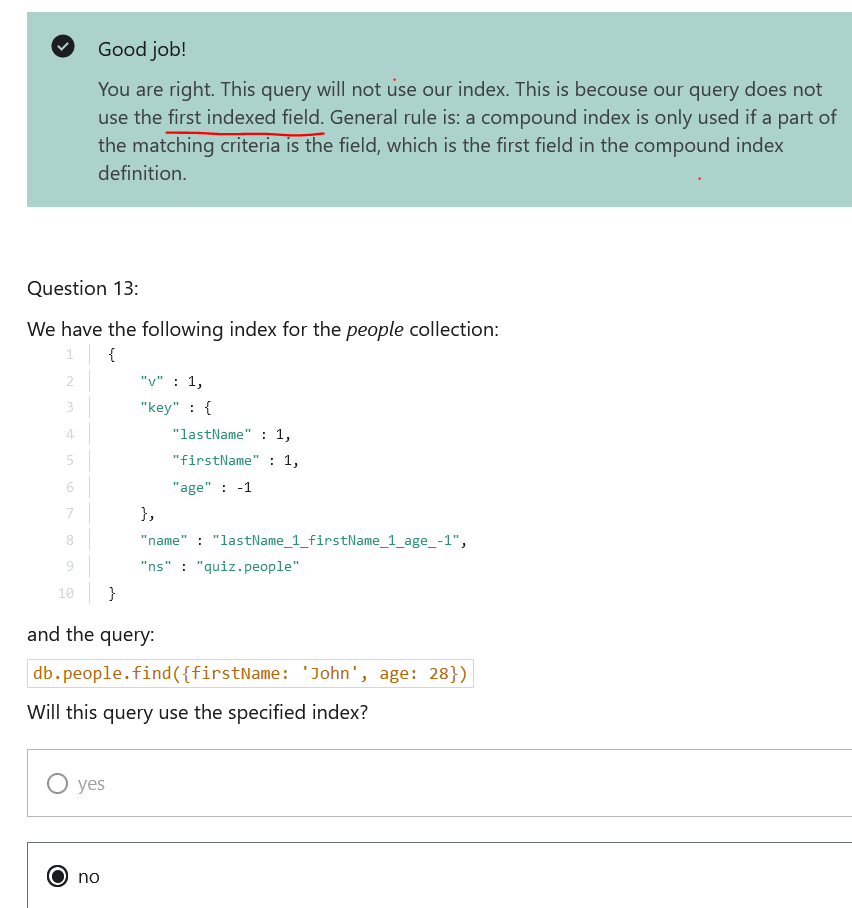 Good job!
You are right. This query will not use our index. This is becouse our query does not
use the first indexed field. General rule is: a compound index is only used if a part of
the matching criteria is the field, which is the first field in the compound index
definition.
Question 13:
We have the following index for the people collection:
1 {
2 "v" : 1,
3 "key" : {
4 "lastName" : 1,
5 "firstName" : 1,
6 "age" : -1
7 },
8 "name" : "lastName_1_firstName_1_age_-1",
9 "ns" : "quiz.people"
10 }
and the query:
db.people.find({firstName: 'John', age: 28})
Will this query use the specified index?
yes
no